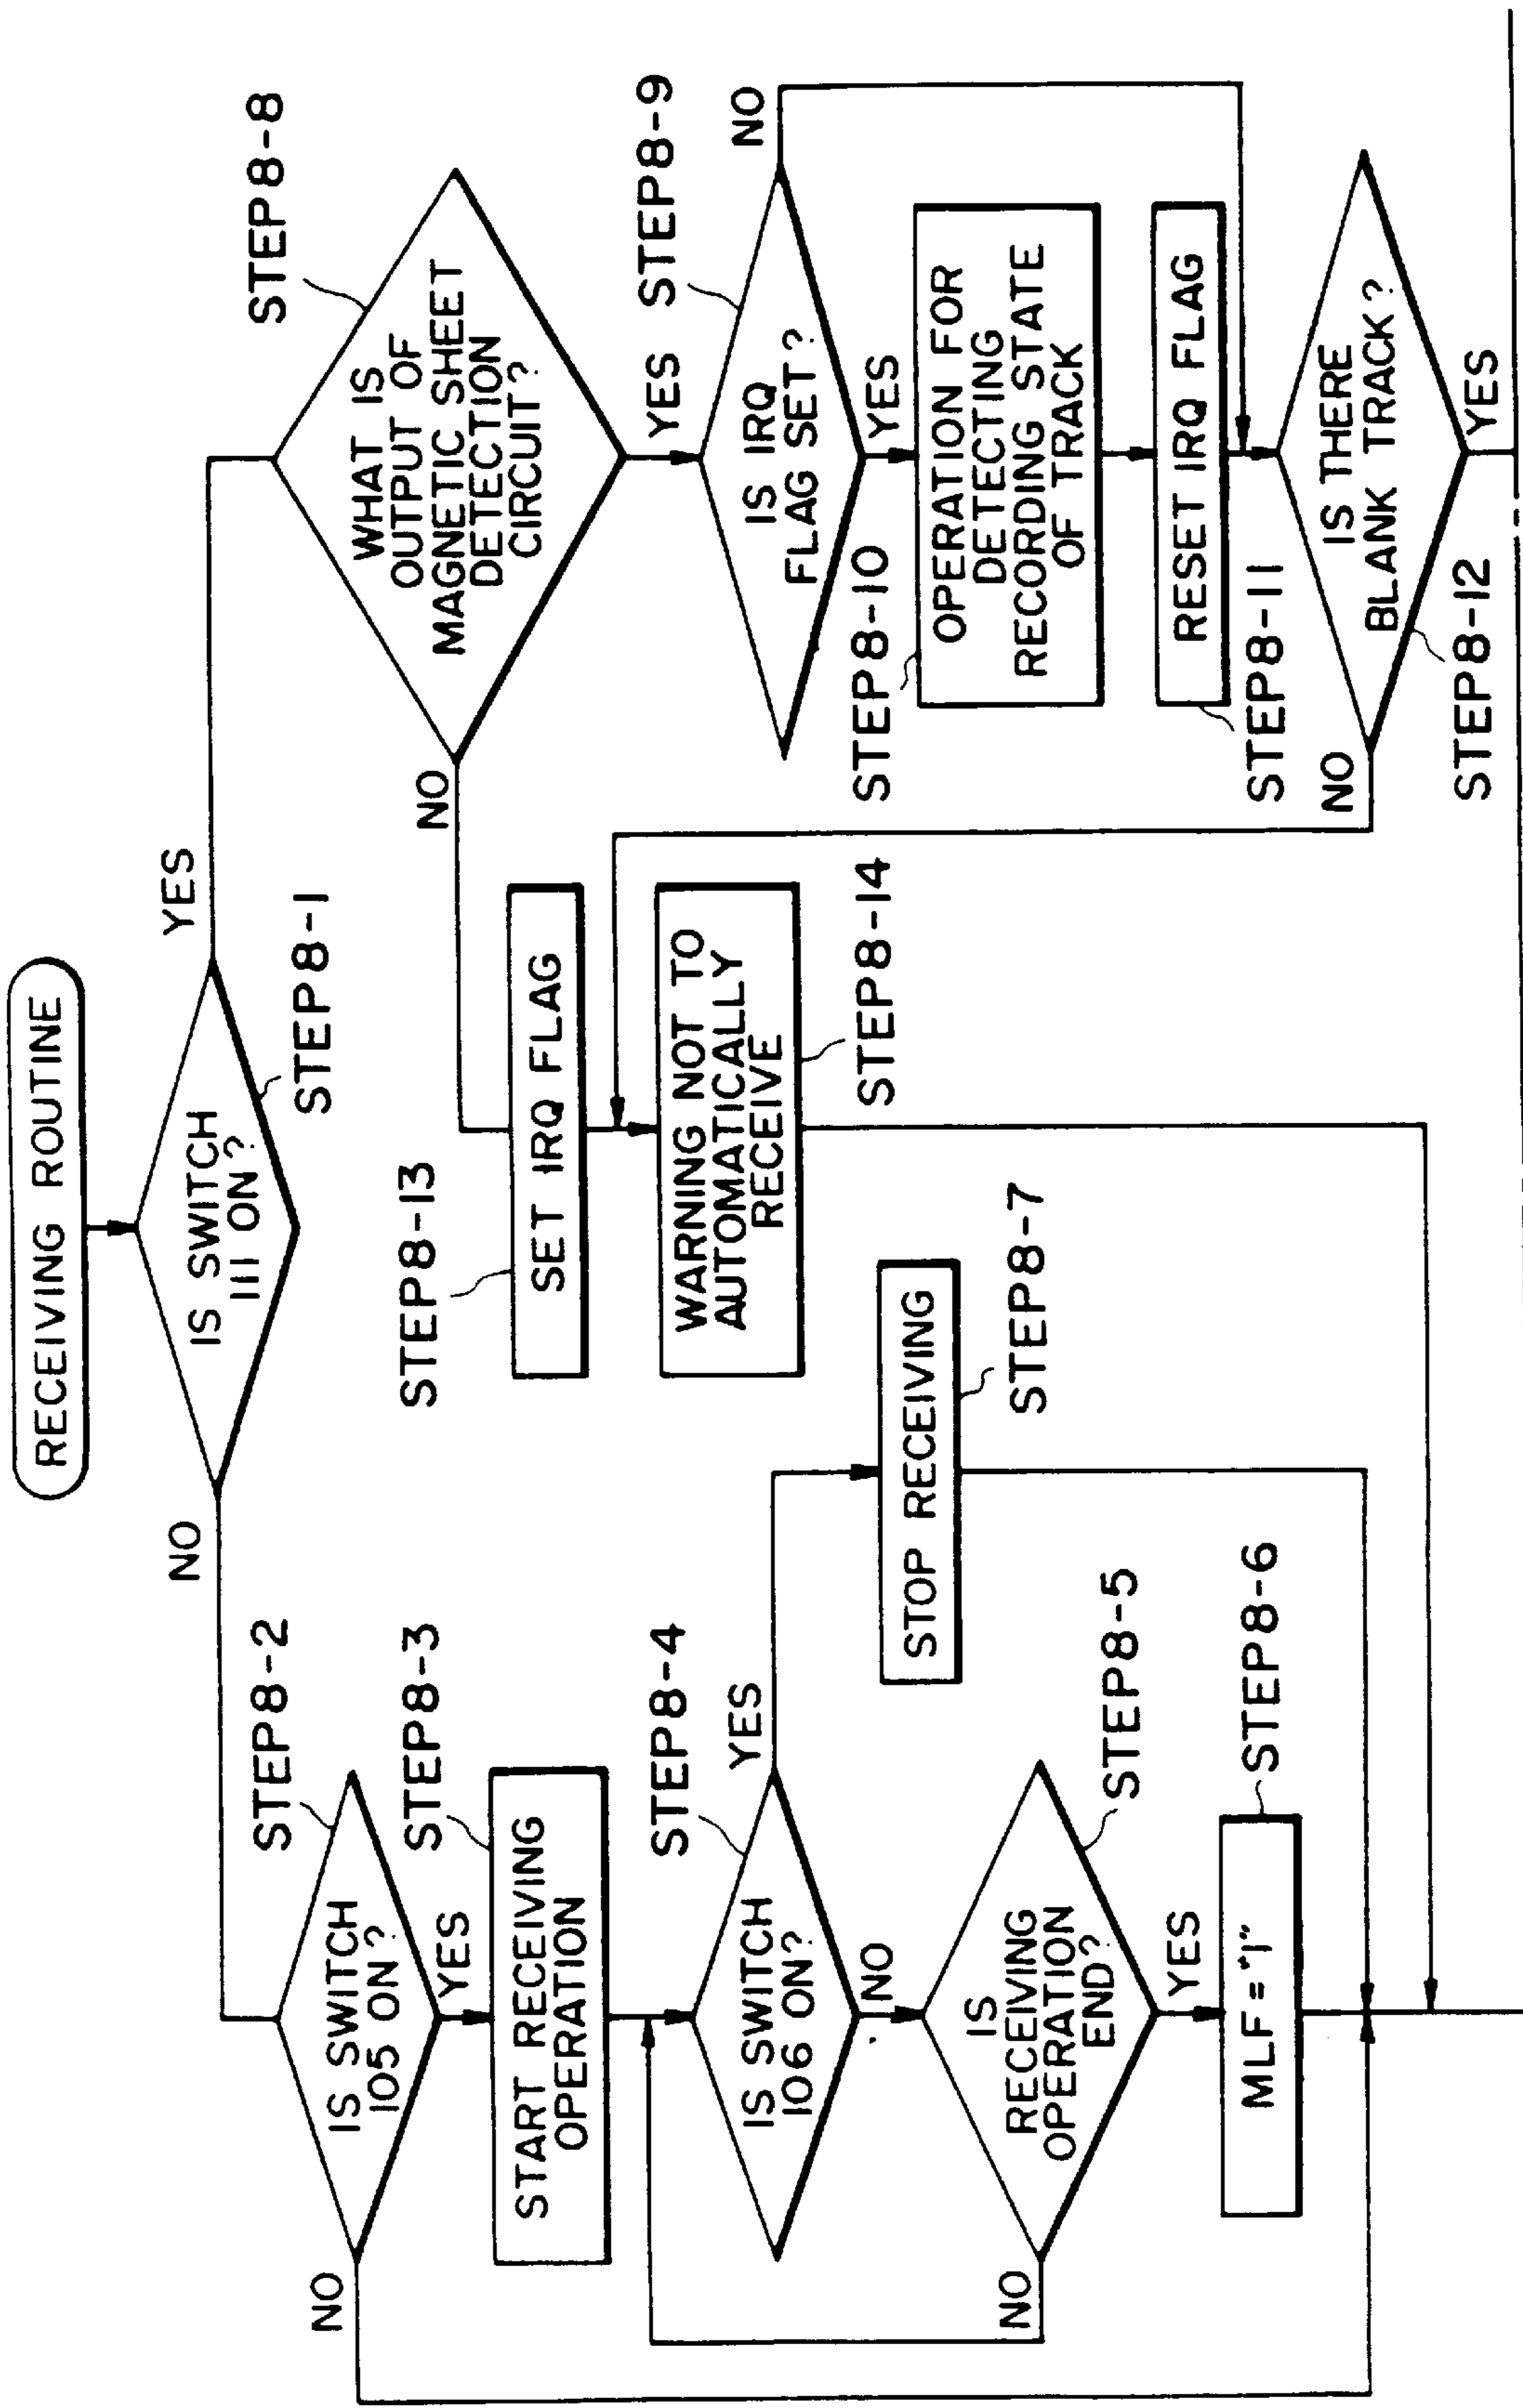 RECEIVING ROUTINE
IS SWITCH
111 ON?
STEP8-1
NO
YES
STEP8-2
IS SWITCH
105 ON?
YES
NO
STEP8-3
START RECEIVING
OPERATION
STEP8-4
IS SWITCH
106 ON?
YES
NO
STEP8-5
IS
RECEIVING
OPERATION
END?
NO
YES
STEP8-6
MLF="1"
STOP RECEIVING
STEP8-7
STEP8-8
WHAT IS
OUTPUT OF
MAGNETIC SHEET
DETECTION
CIRCUIT?
NO
YES
STEP8-9
IS IRQ
FLAG SET?
NO
YES
STEP8-10
OPERATION FOR
DETECTING
RECORDING STATE
OF TRACK
RESET IRQ FLAG
STEP8-11
IS THERE
BLANK TRACK?
NO
YES
STEP8-12
STEP8-13
SET IRQ FLAG
WARNING NOT TO
AUTOMATICALLY
RECEIVE
STEP8-14